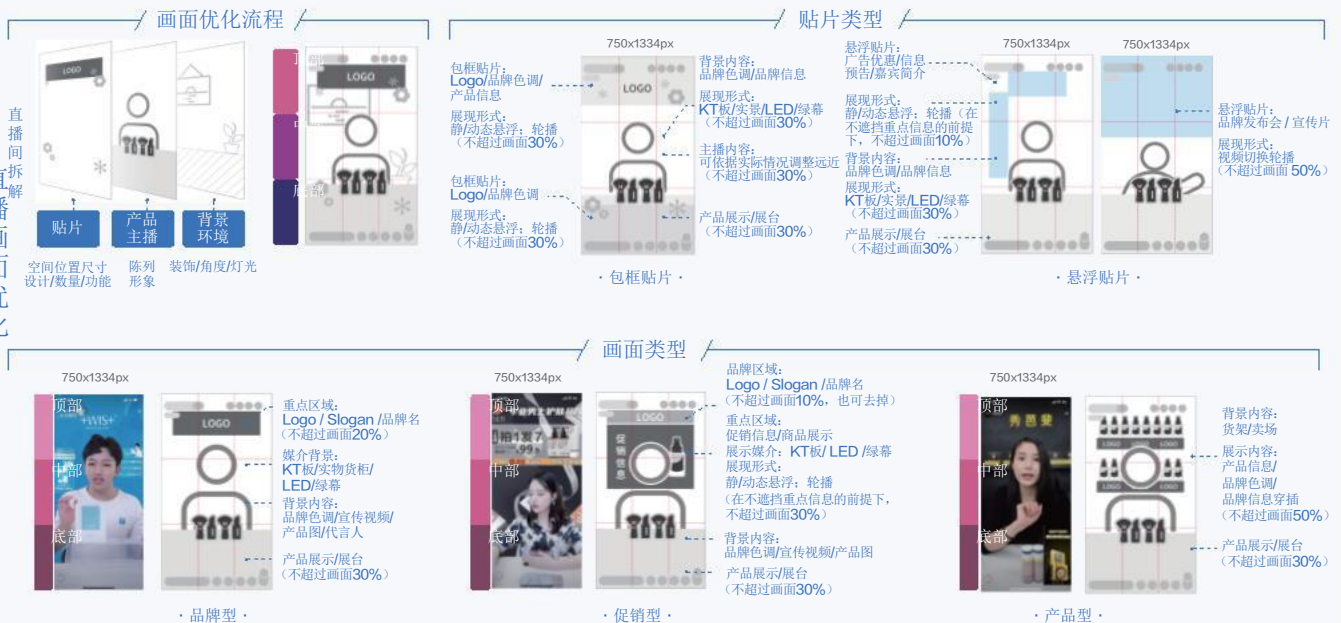 直播画面优化
直播间拆解
画面优化流程
LOGO
贴片
产品
主播
背景
环境
空间位置尺寸
设计/数量/功能
陈列
形象
装饰/角度/灯光
顶部
中部
底部
LOGO
贴片类型
750x1334px
包框贴片：
Logo/品牌色调/
产品信息
展现形式：
静/动态悬浮；轮播
（不超过画面30%）
包框贴片：
Logo/品牌色调
展现形式：
静/动态悬浮；轮播
（不超过画面30%）
LOGO
背景内容：
品牌色调/品牌信息
展现形式：
KT板/实景/LED/绿幕
（不超过画面30%）
主播内容：
可依据实际情况调整远近
（不超过画面30%）
产品展示/展台
（不超过画面30%）
·包框贴片·
悬浮贴片：
广告优惠/信息
预告/嘉宾简介
展现形式：
静/动态悬浮；轮播（在
不遮挡重点信息的前提
下，不超过画面10%）
背景内容：
品牌色调/品牌信息
展现形式：
KT板/实景/LED/绿幕
（不超过画面30%）
产品展示/展台
（不超过画面30%）
750x1334px
750x1334px
悬浮贴片：
品牌发布会 / 宣传片
展现形式：
视频切换轮播
（不超过画面 50%）
·悬浮贴片·
画面类型
750x1334px
顶部
中部
底部
+WIS+
LOGO
重点区域：
Logo / Slogan /品牌名
（不超过画面20%）
媒介背景：
KT板/实物货柜/
LED/绿幕
背景内容：
品牌色调/宣传视频/
产品图/代言人
产品展示/展台
（不超过画面30%）
·品牌型·
750x1334px
顶部
中部
底部
拍1发7
LOGO
促销信息
品牌区域：
Logo / Slogan /品牌名
（不超过画面10%，也可去掉）
重点区域：
促销信息/商品展示
展示媒介：KT板/ LED /绿幕
展现形式：
静/动态悬浮；轮播
（在不遮挡重点信息的前提下，
不超过画面30%）
背景内容：
品牌色调/宣传视频/产品图
产品展示/展台
（不超过画面30%）
·促销型·
750x1334px
顶部
中部
底部
秀芭斐
LOGO LOGO LOGO
LOGO LOGO
背景内容：
货架/卖场
展示内容：
产品信息/
品牌色调/
品牌信息穿插
（不超过画面50%）
产品展示/展台
（不超过画面30%）
·产品型·